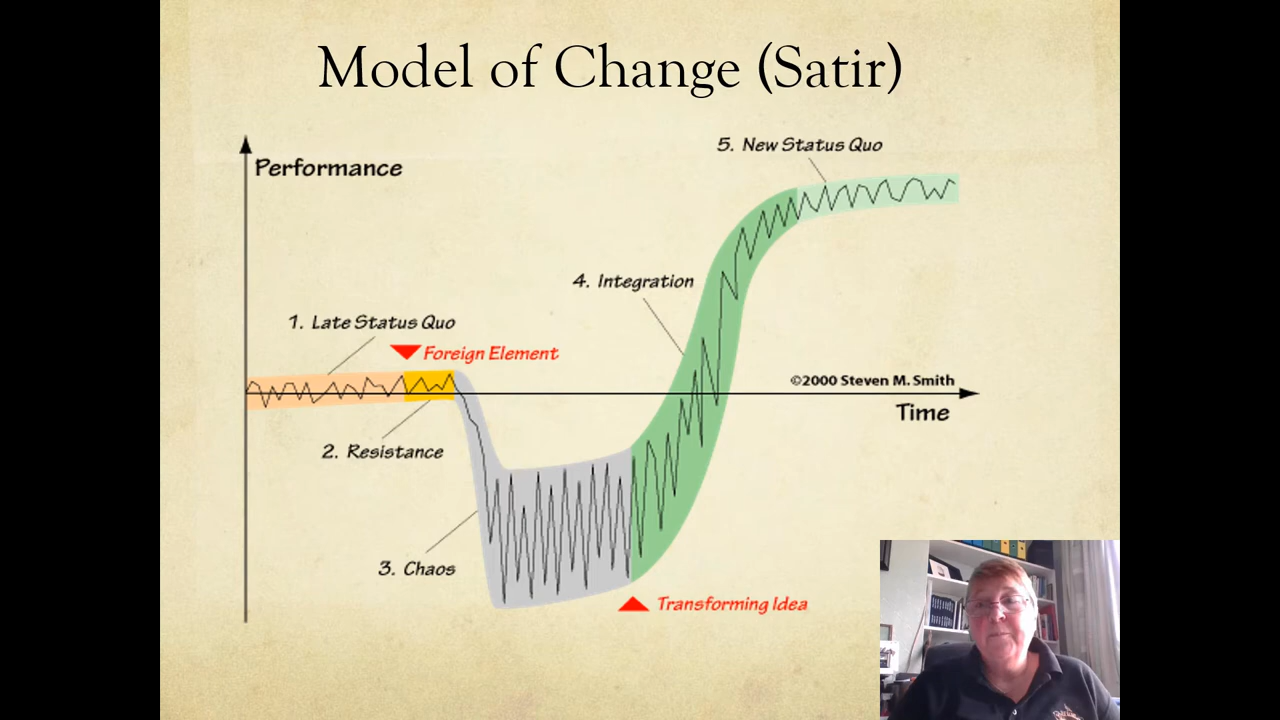 Model of Change (Satir)
Performance
5. New Status Quo
4. Integration
1. Late Status Quo
Foreign Element
©2000 Steven M. Smith
Time
2. Resistance
3. Chaos
Transforming Idea